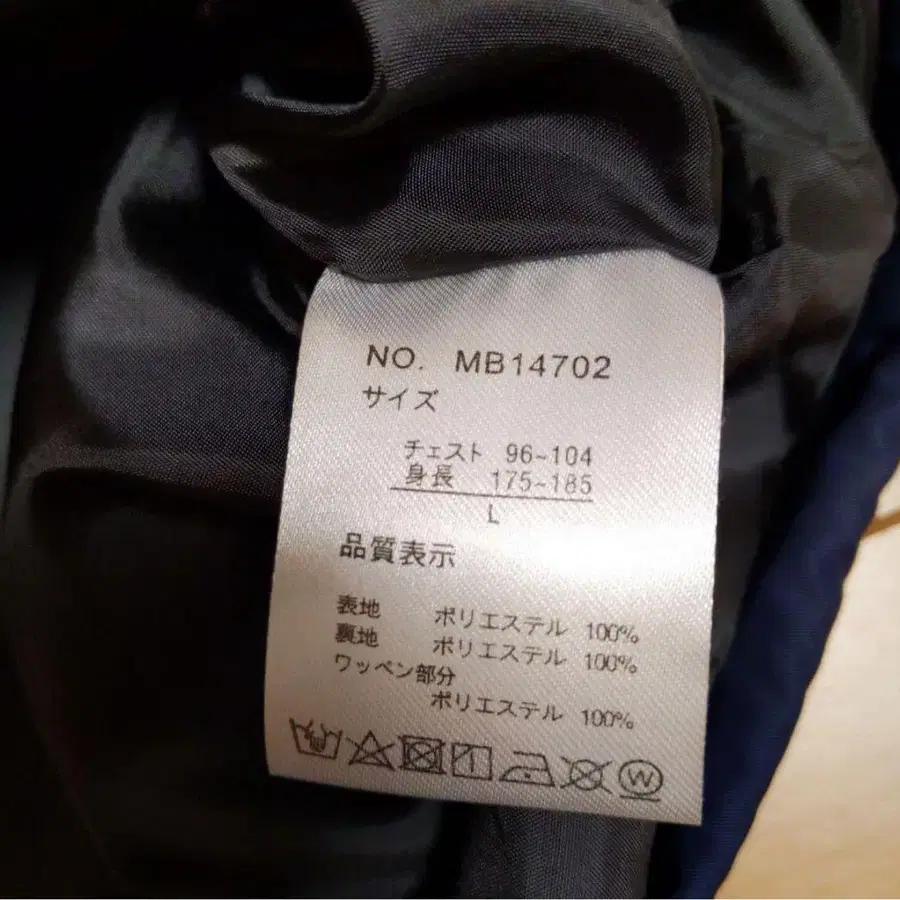 NO. MB14702
サイズ
チェスト 96~104
身長 175~185
L
品質表示
表地 ポリエステル 100%
裏地 ポリエステル 100%
ワッペン部分
ポリエステル 100%
W